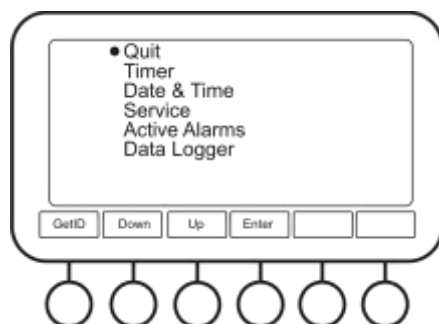 • Quit
Timer
Date & Time
Service
Active Alarms
Data Logger
GetID Down Up Enter